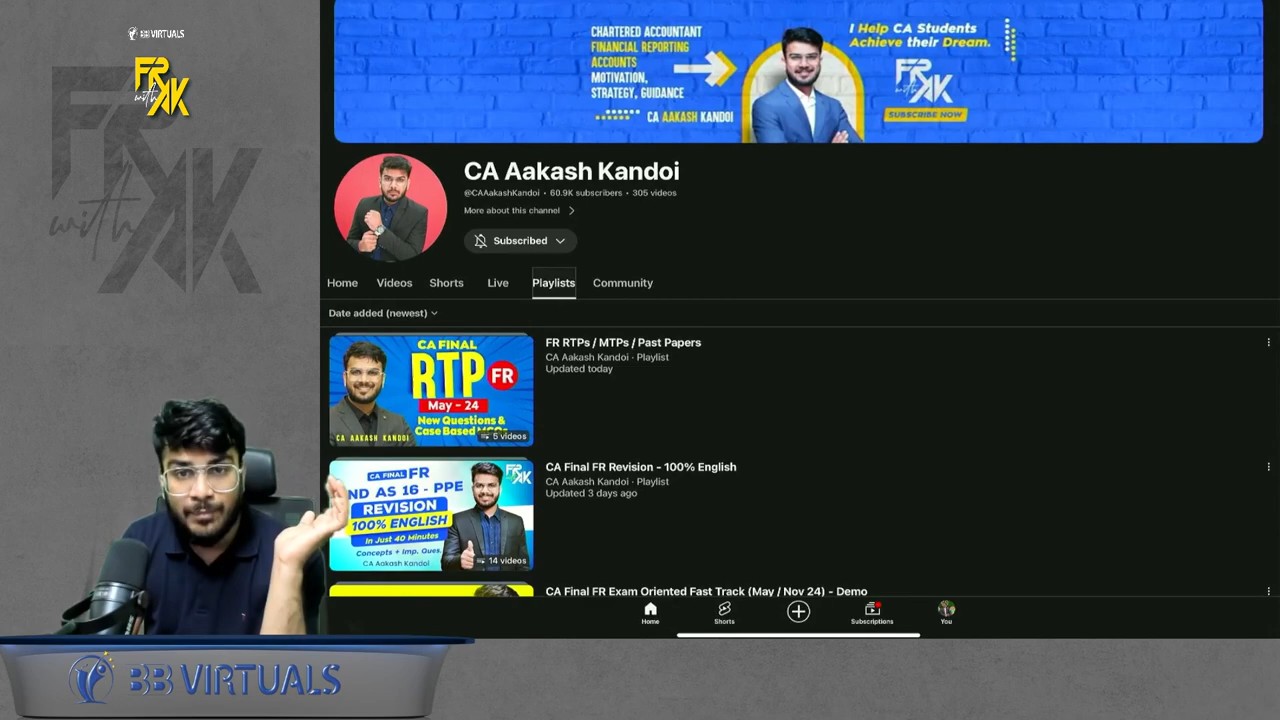 BB VIRTUALS
FR
with
AK
FR
with
AK
CHARTERED ACCOUNTANT
FINANCIAL REPORTING
ACCOUNTS
MOTIVATION,
STRATEGY, GUIDANCE
CA AAKASH KANDOI
I Help CA Students
Achieve their Dream.
FR
with
AK
SUBSCRIBE NOW
CA Aakash Kandoi
@CAAakashKandoi • 60.9K subscribers • 305 videos
More about this channel
Subscribed
Home Videos Shorts Live Playlists Community
Date added (newest)
CA FINAL
RTP FR
May - 24
New Questions &
Case Based MCQs
CA AAKASH KANDOI
5 videos
FR RTPs / MTPs / Past Papers
CA Aakash Kandoi · Playlist
Updated today
CA FINAL FR
IND AS 16 - PPE
REVISION
100% ENGLISH
In Just 40 Minutes
Concepts + Imp. Ques.
CA Aakash Kandoi
14 videos
CA Final FR Revision - 100% English
CA Aakash Kandoi · Playlist
Updated 3 days ago
CA Final FR Exam Oriented Fast Track (May / Nov 24) - Demo
Home Shorts Subscriptions You
BB VIRTUALS